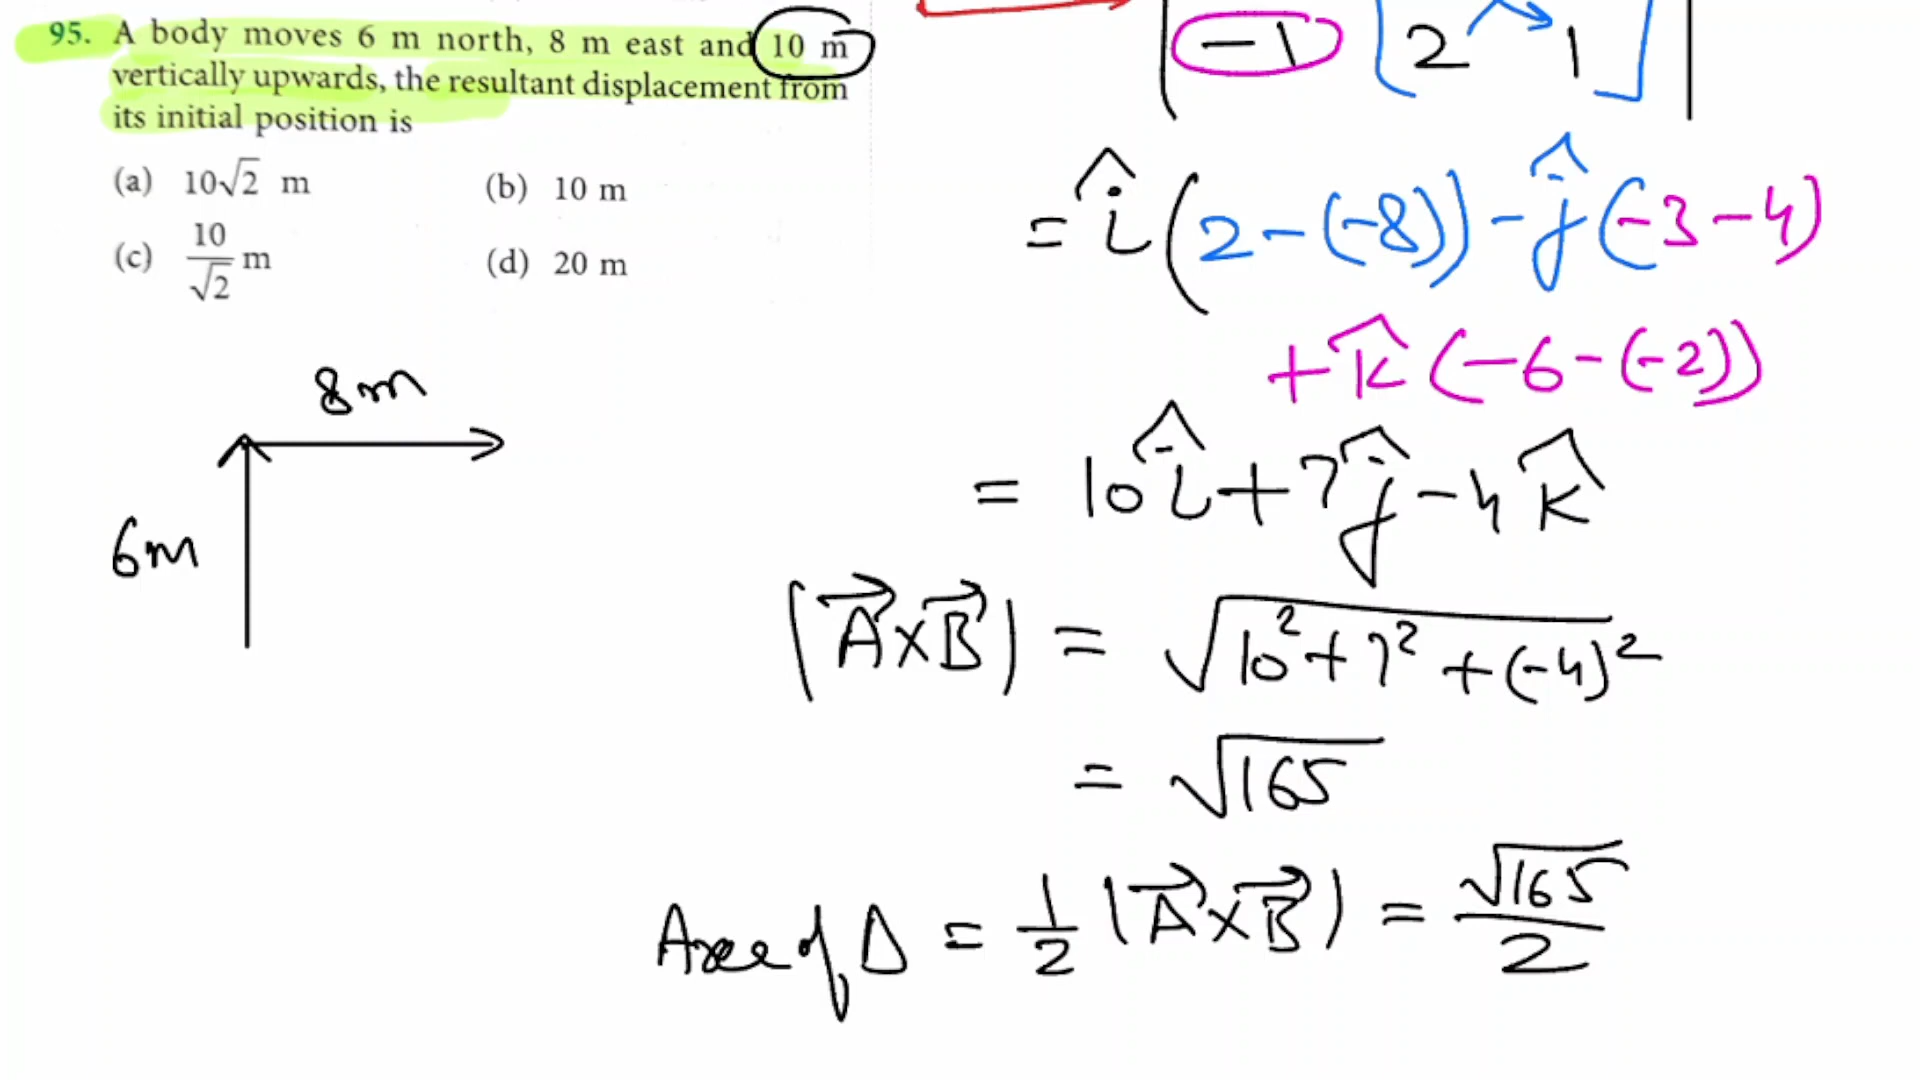 95. A body moves 6 m north, 8 m east and 10 m
vertically upwards, the resultant displacement from
its initial position is
(a) 10√2 m (b) 10 m
(c) 10/√2 m (d) 20 m
8m
6m
-1 2 1
= î(2-(-8)) - ĵ(-3-4)
+ k̂(-6-(-2))
= 10î + 7ĵ - 4k̂
|A⃗×B⃗| = √10²+7²+(-4)²
= √165
Area of Δ = 1/2 |A⃗×B⃗| = √165/2